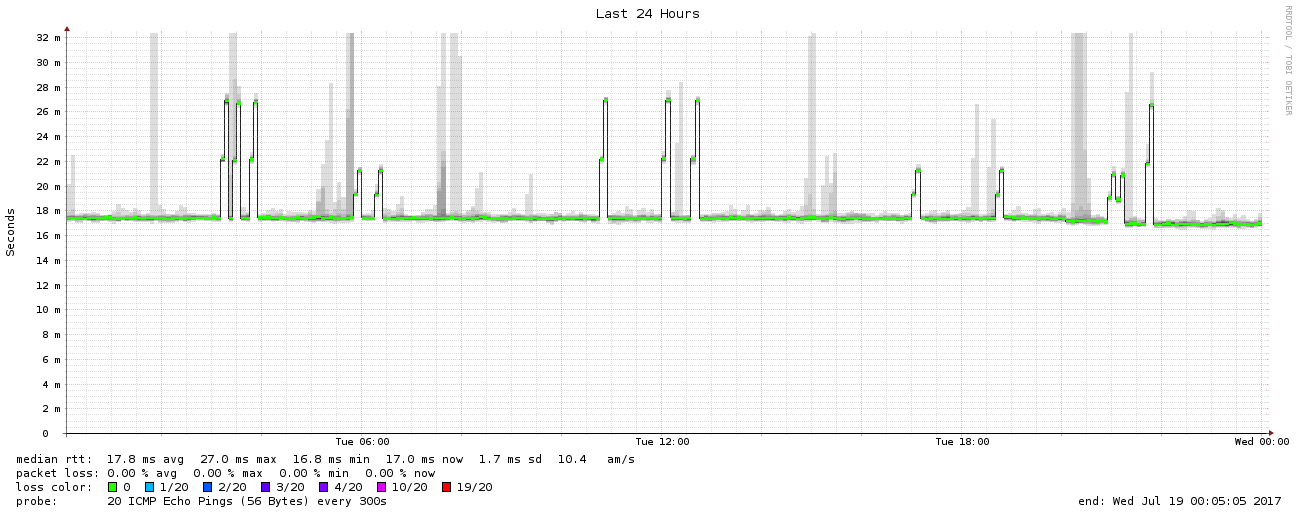 Last 24 Hours
RRDTOOL / TOBI OETIKER
Seconds
32 m
30 m
28 m
26 m
24 m
22 m
20 m
18 m
16 m
14 m
12 m
10 m
8 m
6 m
4 m
2 m
0
Tue 06:00 Tue 12:00 Tue 18:00 Wed 00:00
median rtt: 17.8 ms avg 27.0 ms max 16.8 ms min 17.0 ms now 1.7 ms sd 10.4 am/s
packet loss: 0.00 % avg 0.00 % max 0.00 % min 0.00 % now
loss color: 0 1/20 2/20 3/20 4/20 10/20 19/20
probe: 20 ICMP Echo Pings (56 Bytes) every 300s
end: Wed Jul 19 00:05:05 2017